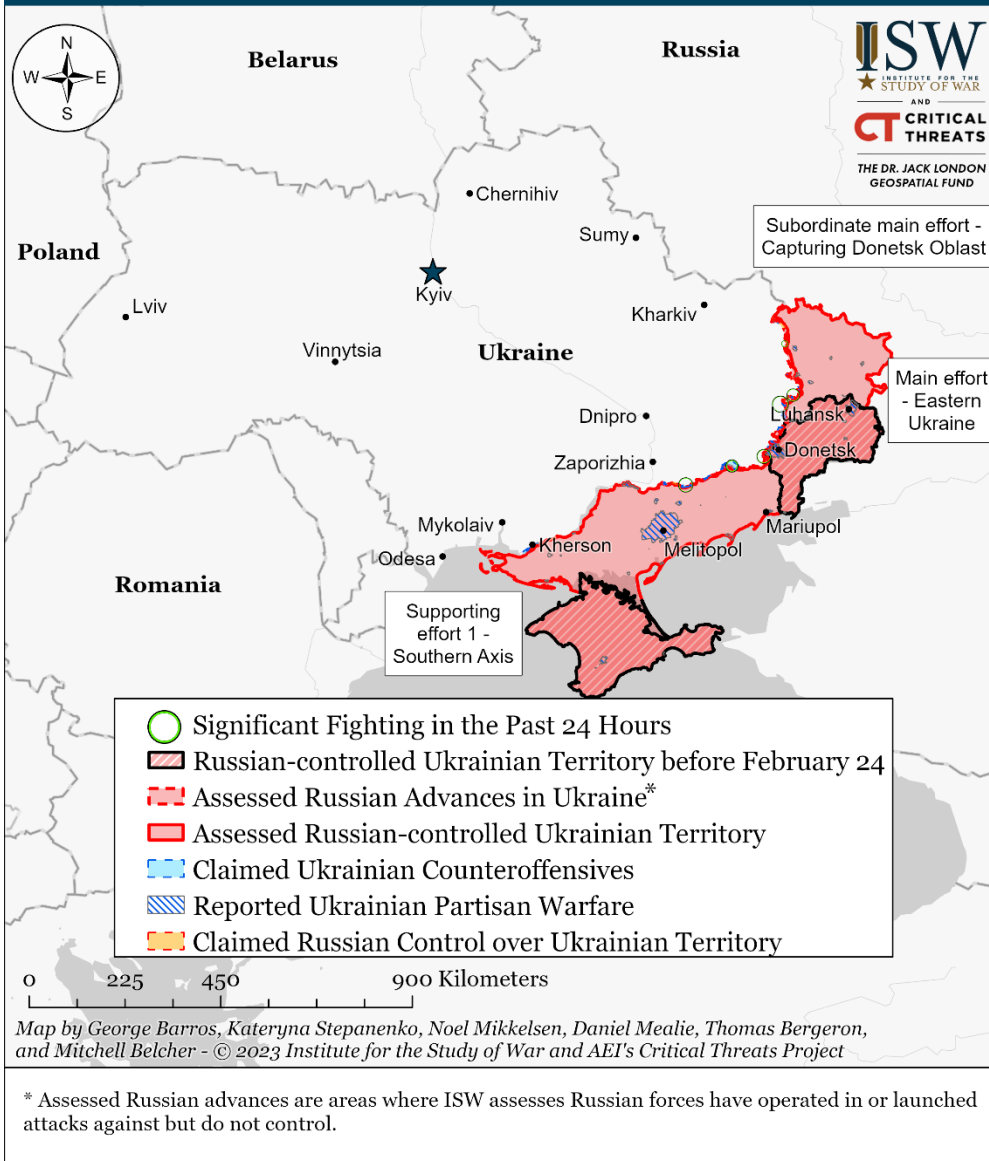 N
W
E
S
Belarus
Russia
ISW
INSTITUTE FOR THE
STUDY OF WAR
AND
CT CRITICAL
THREATS
THE DR. JACK LONDON
GEOSPATIAL FUND
Chernihiv
Subordinate main effort -
Capturing Donetsk Oblast
Sumy
Poland
Kyiv
Lviv
Kharkiv
Vinnytsia
Ukraine
Main effort
- Eastern
Ukraine
Dnipro
Luhansk
Donetsk
Zaporizhia
Mykolaiv
Mariupol
Kherson
Melitopol
Odesa
Romania
Supporting
effort 1 -
Southern Axis
Significant Fighting in the Past 24 Hours
Russian-controlled Ukrainian Territory before February 24
Assessed Russian Advances in Ukraine*
Assessed Russian-controlled Ukrainian Territory
Claimed Ukrainian Counteroffensives
Reported Ukrainian Partisan Warfare
Claimed Russian Control over Ukrainian Territory
0 225 450 900 Kilometers
Map by George Barros, Kateryna Stepanenko, Noel Mikkelsen, Daniel Mealie, Thomas Bergeron,
and Mitchell Belcher - © 2023 Institute for the Study of War and AEI's Critical Threats Project
* Assessed Russian advances are areas where ISW assesses Russian forces have operated in or launched
attacks against but do not control.